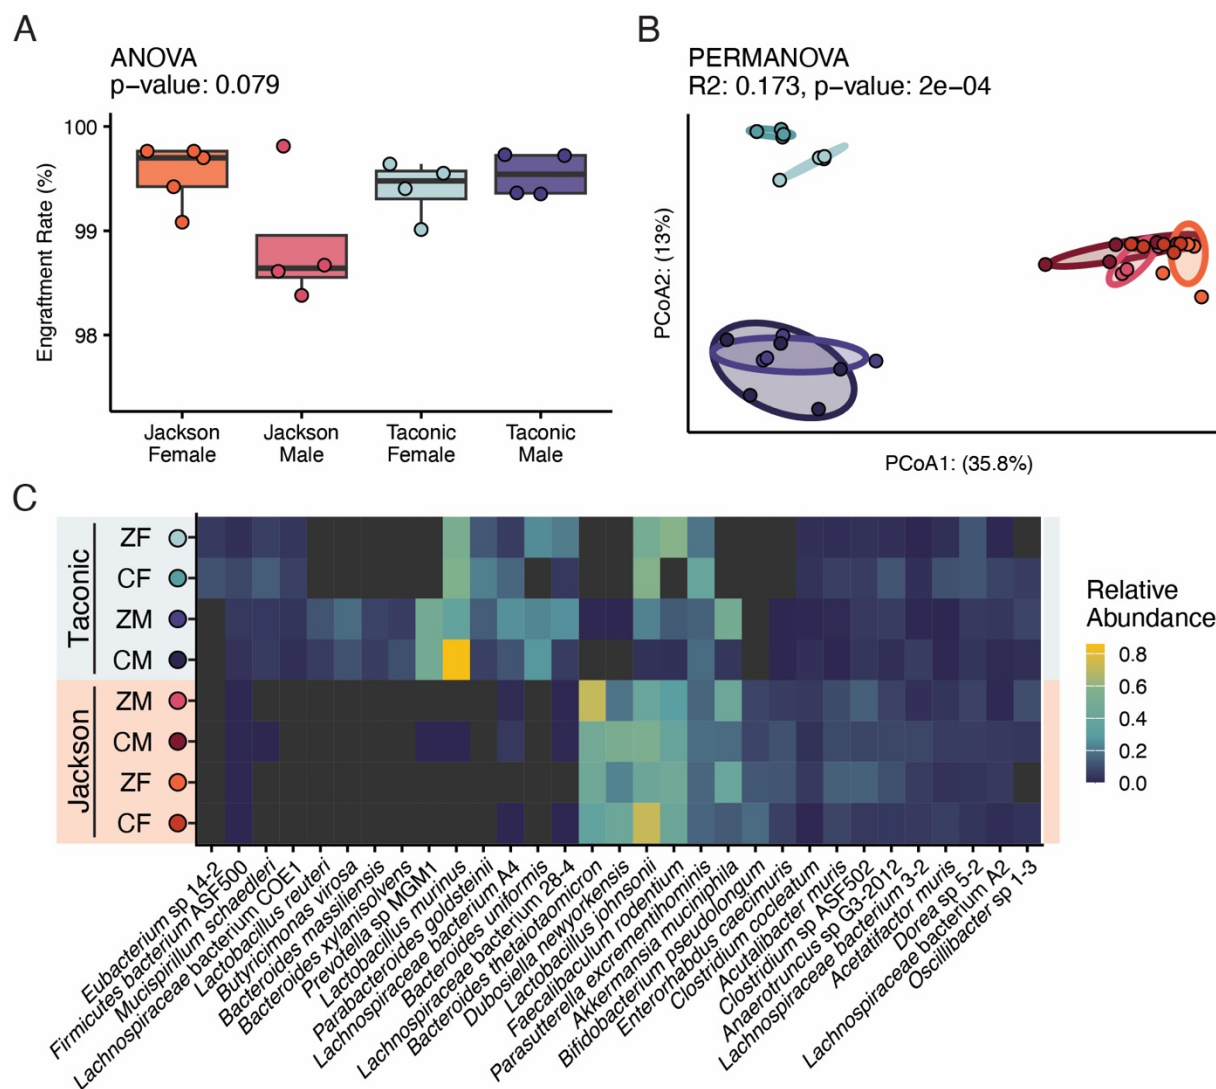 A
ANOVA
p−value: 0.079
Engraftment Rate (%)
100
99
98
Jackson
Female
Jackson
Male
Taconic
Female
Taconic
Male
B
PERMANOVA
R2: 0.173, p−value: 2e−04
PCoA2: (13%)
PCoA1: (35.8%)
C
Taconic
ZF
CF
ZM
CM
Jackson
ZM
CM
ZF
CF
Relative
Abundance
0.8
0.6
0.4
0.2
0.0
Eubacterium sp 14-2
Firmicutes bacterium ASF500
Mucispirillum schaedleri
Lachnospiraceae bacterium COE1
Lactobacillus reuteri
Butyricimonas virosa
Bacteroides massiliensis
Bacteroides xylanisolvens
Prevotella sp MGM1
Lactobacillus murinus
Parabacteroides goldsteinii
Lachnospiraceae bacterium A4
Bacteroides uniformis
Lachnospiraceae bacterium 28-4
Bacteroides thetaiotaomicron
Dubosiella newyorkensis
Lactobacillus johnsonii
Faecalibaculum rodentium
Parasutterella excrementihominis
Akkermansia muciniphila
Bifidobacterium pseudolongum
Enterorhabdus caecimuris
Clostridium cocleatum
Acutalibacter muris
Clostridium sp ASF502
Anaerotruncus sp G3-2012
Lachnospiraceae bacterium 3-2
Acetatifactor muris
Dorea sp 5-2
Lachnospiraceae bacterium A2
Oscillibacter sp 1-3